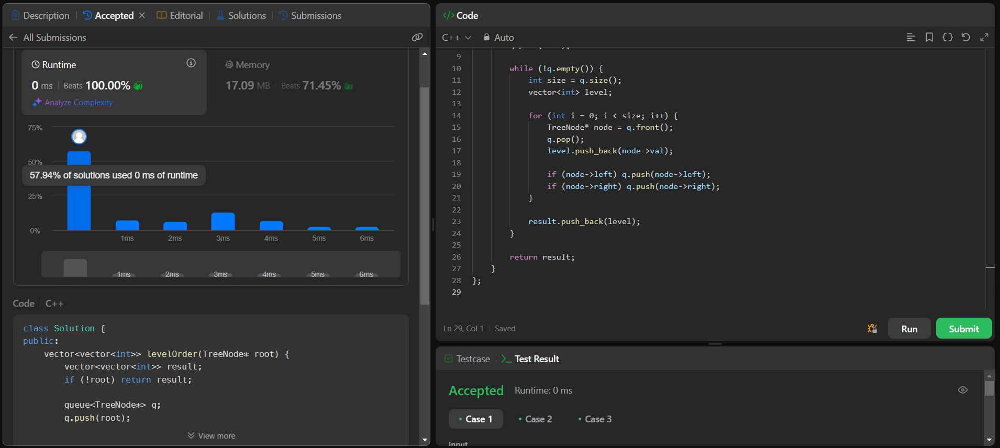 Description
Accepted
Editorial
Solutions
Submissions
All Submissions
Runtime
0 ms Beats 100.00%
Analyze Complexity
Memory
17.09 MB Beats 71.45%
75%
50%
57.94% of solutions used 0 ms of runtime
25%
0%
1ms 2ms 3ms 4ms 5ms 6ms
1ms 2ms 3ms 4ms 5ms 6ms
Code C++
class Solution {
public:
    vector<vector<int>> levelOrder(TreeNode* root) {
        vector<vector<int>> result;
        if (!root) return result;
        queue<TreeNode*> q;
        q.push(root);
View more
</> Code
C++ Auto
9
10 while (!q.empty()) {
11 int size = q.size();
12 vector<int> level;
13
14 for (int i = 0; i < size; i++) {
15 TreeNode* node = q.front();
16 q.pop();
17 level.push_back(node->val);
18
19 if (node->left) q.push(node->left);
20 if (node->right) q.push(node->right);
21 }
22
23 result.push_back(level);
24 }
25
26 return result;
27 }
28 };
29
Ln 29, Col 1 Saved
Run
Submit
Testcase
Test Result
Accepted Runtime: 0 ms
Case 1 Case 2 Case 3
Input